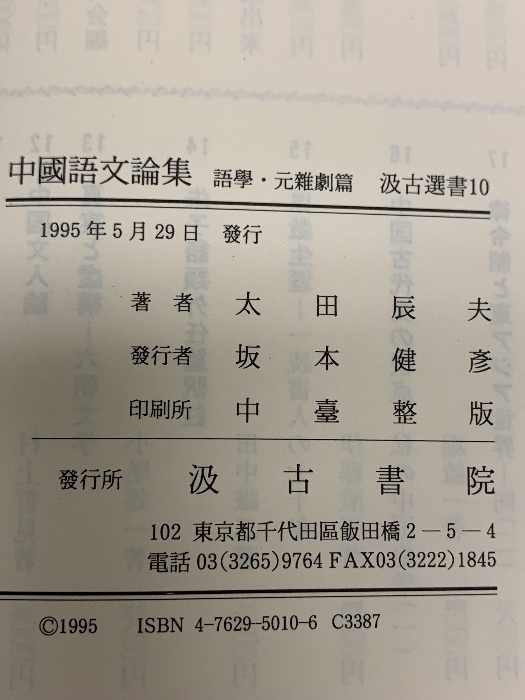 中國語文論集 語學・元雜劇篇 汲古選書10
1995年5月29日 發行
著者 太田辰夫
發行者 坂本健彥
印刷所 中臺整版
發行所 汲古書院
102 東京都千代田區飯田橋2－5－4
電話03(3265)9764 FAX03(3222)1845
©1995 ISBN 4-7629-5010-6 C3387